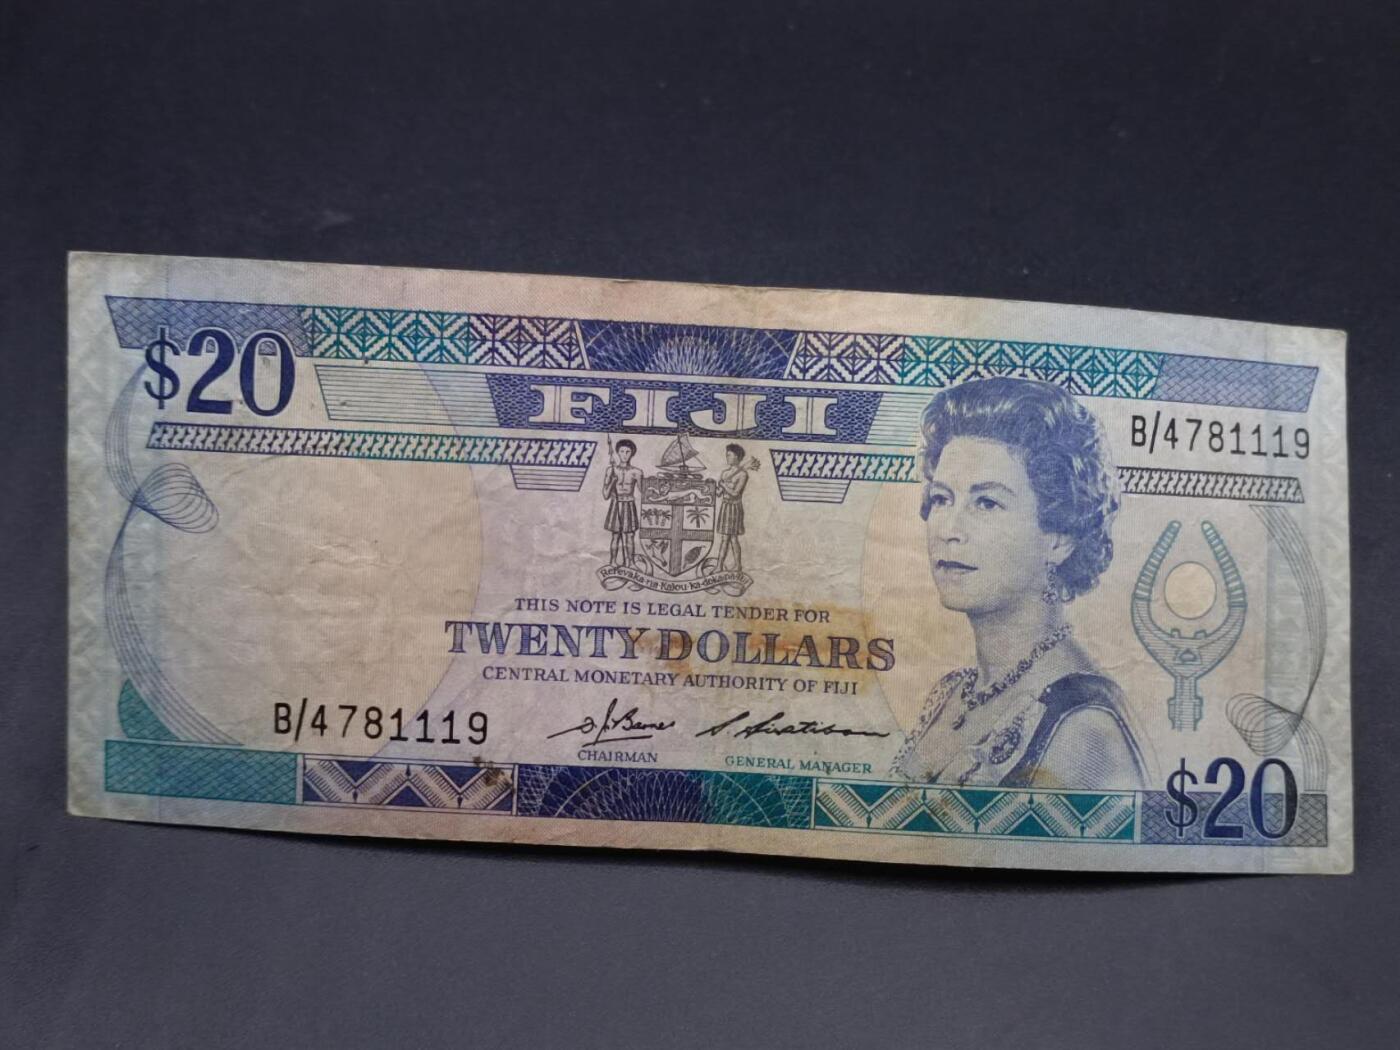 $20
FIJI
B/4781119
Rerevaka·na·Kalou·ka·doka·na·Tui
THIS NOTE IS LEGAL TENDER FOR
TWENTY DOLLARS
CENTRAL MONETARY AUTHORITY OF FIJI
B/4781119
CHAIRMAN
GENERAL MANAGER
$20